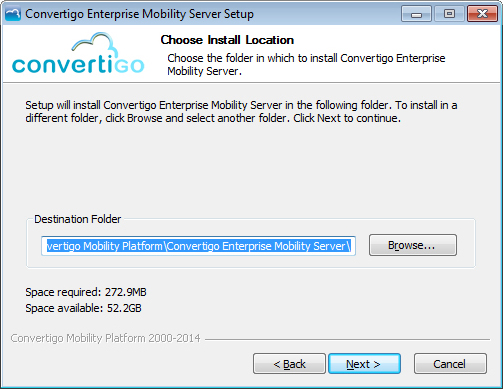 Convertigo Enterprise Mobility Server Setup
convertigo
Choose Install Location
Choose the folder in which to install Convertigo Enterprise
Mobility Server.
Setup will install Convertigo Enterprise Mobility Server in the following folder. To install in a
different folder, click Browse and select another folder. Click Next to continue.
Destination Folder
vertigo Mobility Platform\Convertigo Enterprise Mobility Server\
Browse...
Space required: 272.9MB
Space available: 52.2GB
Convertigo Mobility Platform 2000-2014
< Back
Next >
Cancel